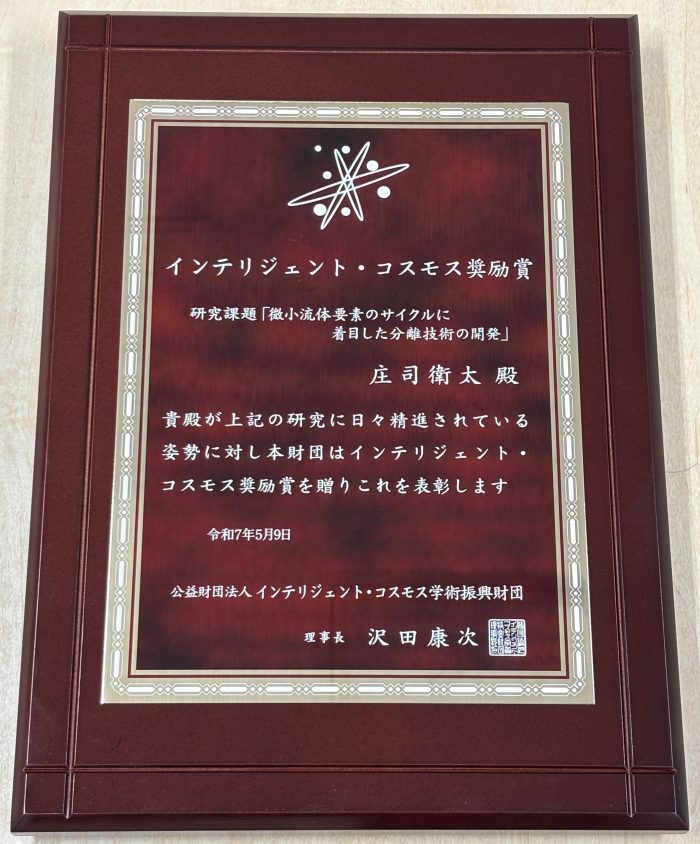 インテリジェント・コスモス奨励賞
研究課題「微小流体要素のサイクルに
着目した分離技術の開発」
庄司衛太 殿
貴殿が上記の研究に日々精進されている
姿勢に対し本財団はインテリジェント・
コスモス奨励賞を贈りこれを表彰します
令和7年5月9日
公益財団法人 インテリジェント・コスモス学術振興財団
理事長 沢田康次